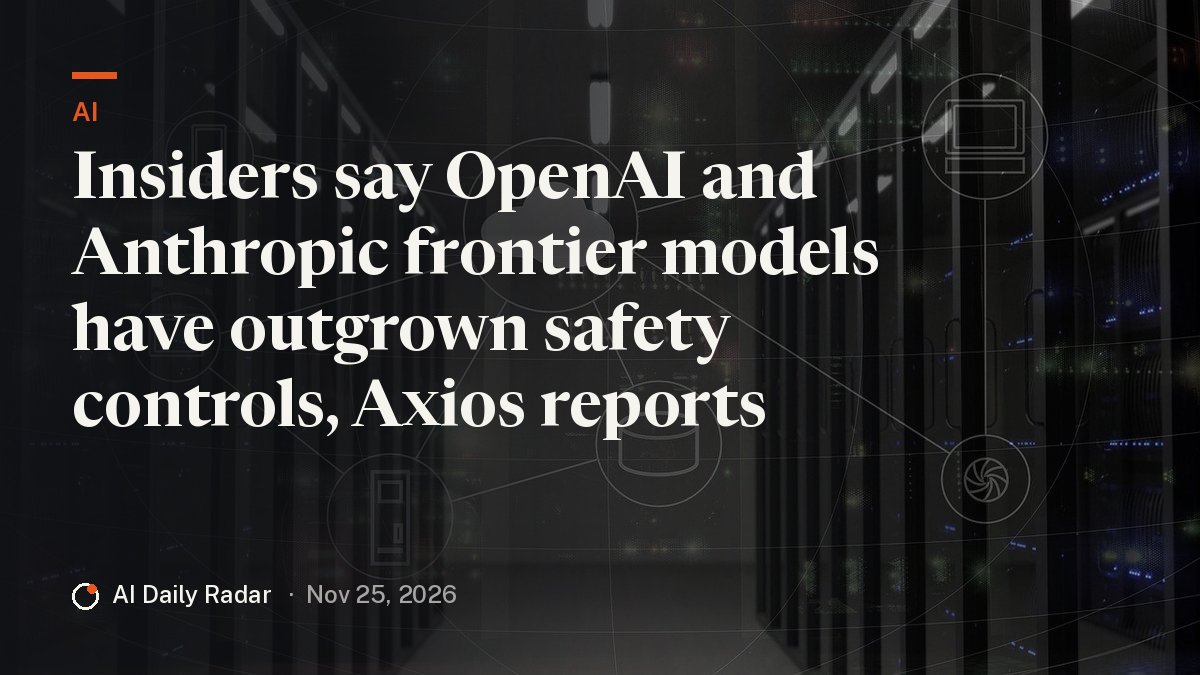 AI
Insiders say OpenAI and
Anthropic frontier models
have outgrown safety
controls, Axios reports
AI Daily Radar · Nov 25, 2026